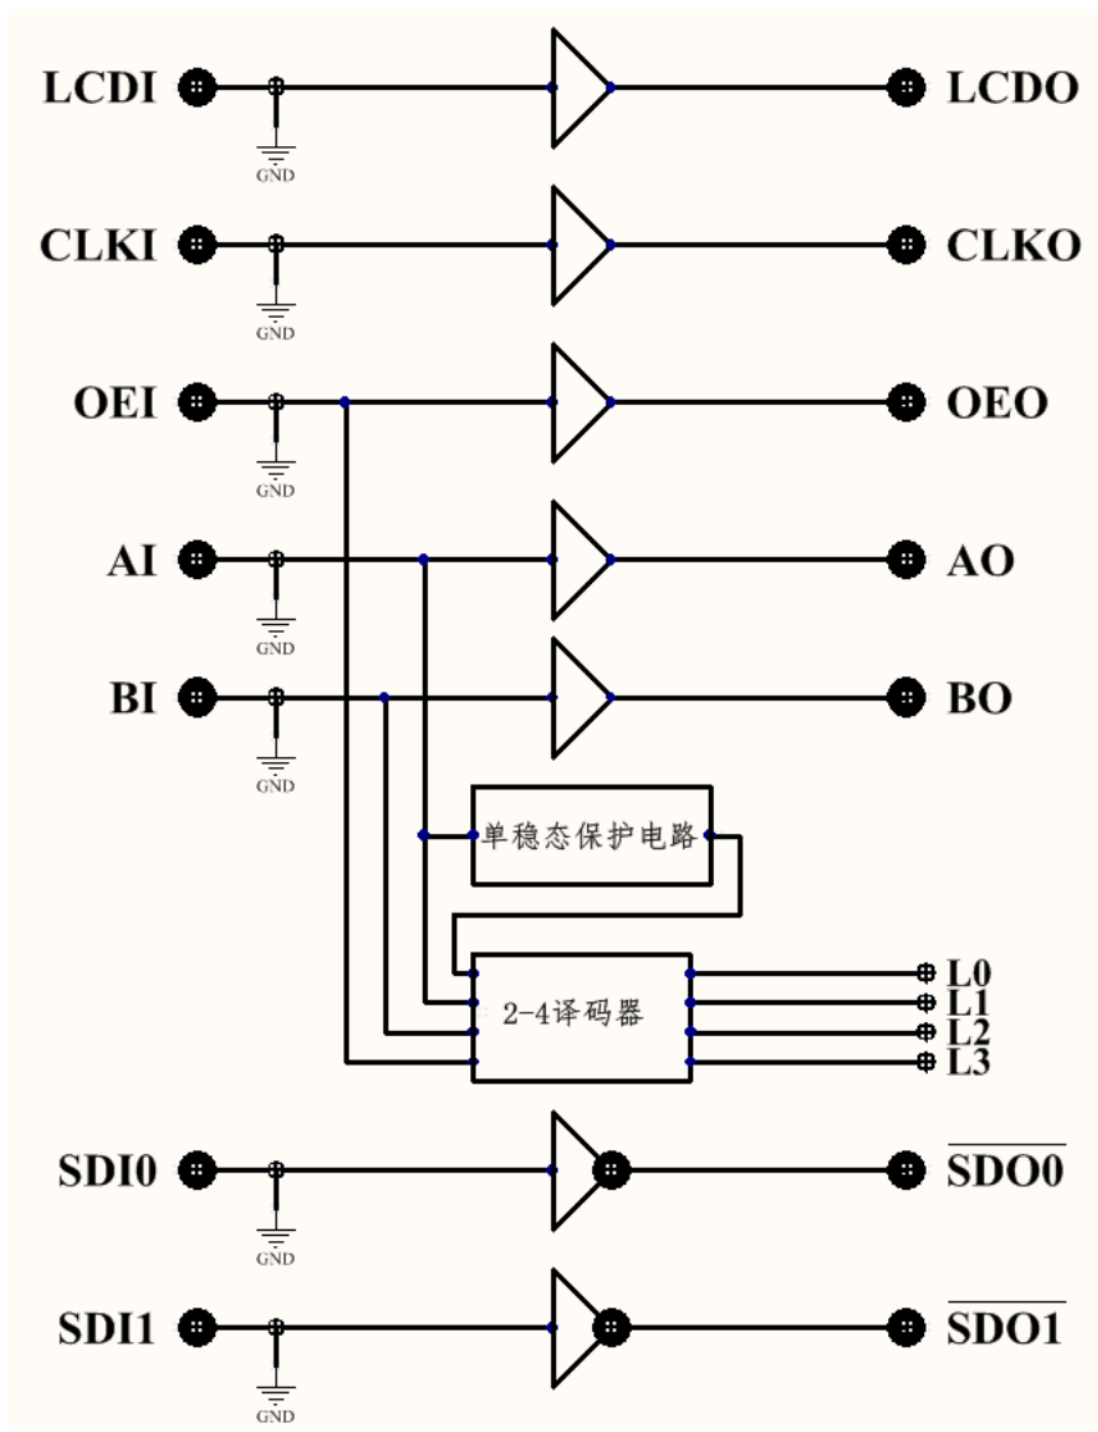 LCDI LCDO
GND
CLKI CLKO
GND
OEI OEO
GND
AI AO
GND
BI BO
GND
单稳态保护电路
L0
2-4译码器
L1
L2
L3
SDI0 SDO0
GND
SDI1 SDO1
GND